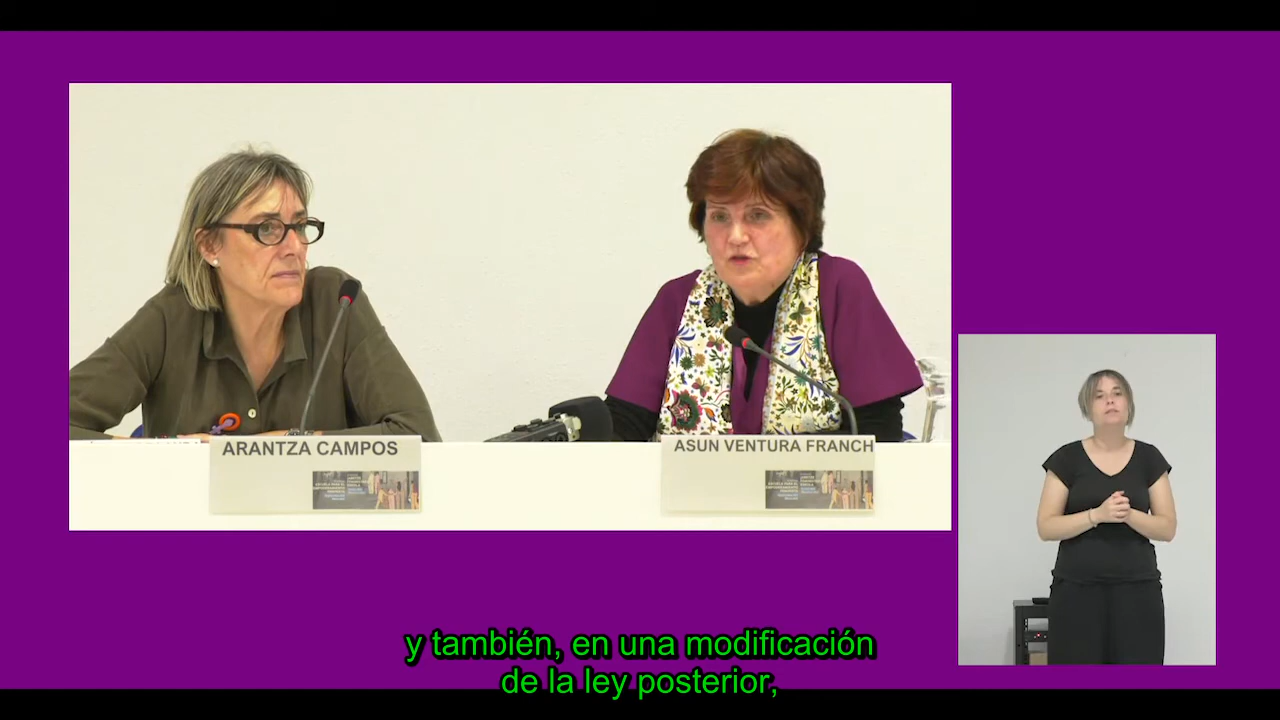 ARANTZA CAMPOS
ASUN VENTURA FRANCH
y también, en una modificación
de la ley posterior,